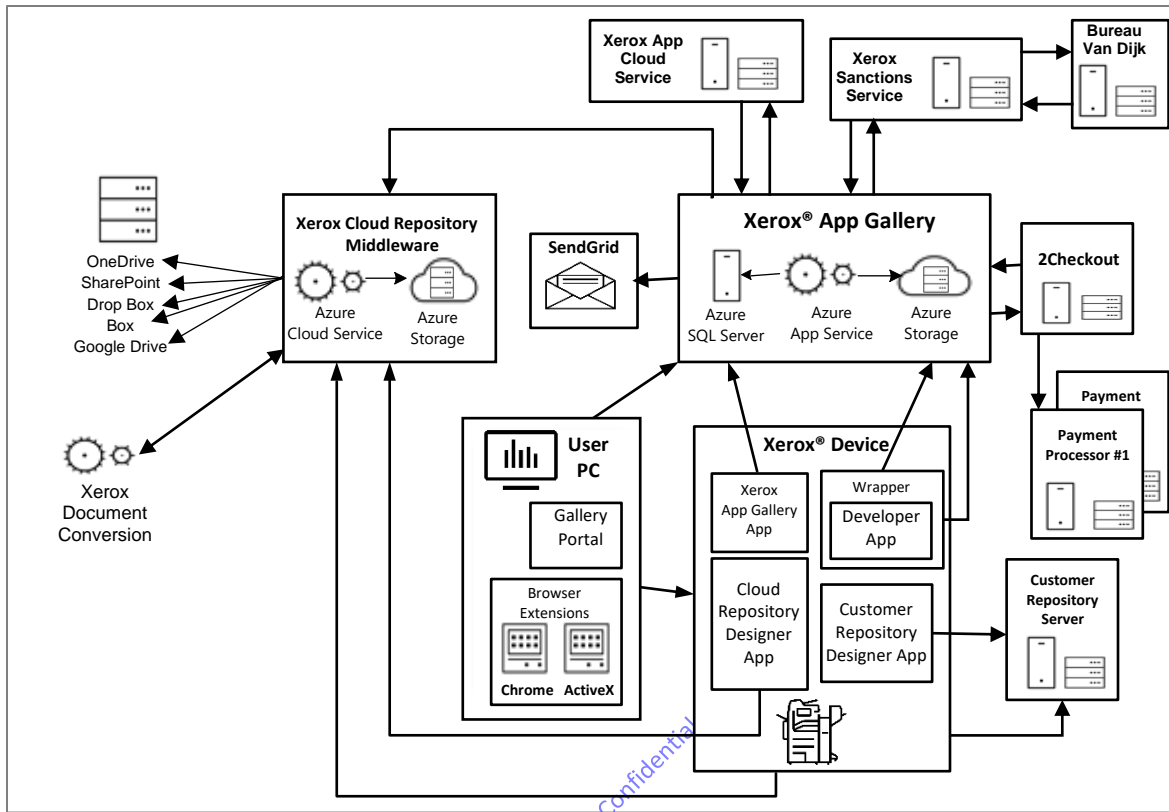 Xerox App
Cloud
Service
Xerox
Sanctions
Service
Bureau
Van Dijk
Xerox Cloud Repository
Middleware
Azure
Cloud Service
Azure
Storage
OneDrive
SharePoint
Drop Box
Box
Google Drive
Xerox
Document
Conversion
SendGrid
Xerox® App Gallery
Azure
SQL Server
Azure
App Service
Azure
Storage
2Checkout
Payment
Payment
Processor #1
User
PC
Gallery
Portal
Browser
Extensions
Chrome
ActiveX
Xerox® Device
Xerox
App Gallery
App
Wrapper
Developer
App
Cloud
Repository
Designer
App
Customer
Repository
Designer App
Customer
Repository
Server
Confidential